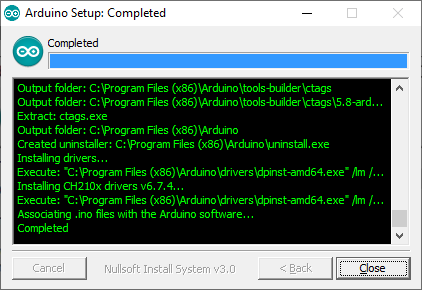 Arduino Setup: Completed
Completed
Output folder: C:\Program Files (x86)\Arduino\tools-builder\ctags
Output folder: C:\Program Files (x86)\Arduino\tools-builder\ctags\5.8-ard...
Extract: ctags.exe
Output folder: C:\Program Files (x86)\Arduino
Created uninstaller: C:\Program Files (x86)\Arduino\uninstall.exe
Installing drivers...
Execute: "C:\Program Files (x86)\Arduino\drivers\dpinst-amd64.exe" /lm /...
Installing CH210x drivers v6.7.4...
Execute: "C:\Program Files (x86)\Arduino\drivers\dpinst-amd64.exe" /lm /...
Associating .ino files with the Arduino software...
Completed
Cancel Nullsoft Install System v3.0 < Back Close